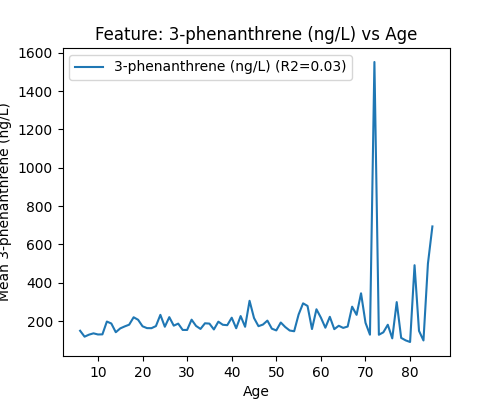 Feature: 3-phenanthrene (ng/L) vs Age
3-phenanthrene (ng/L) (R2=0.03)
Mean 3-phenanthrene (ng/L)
1600
1400
1200
1000
800
600
400
200
10 20 30 40 50 60 70 80
Age